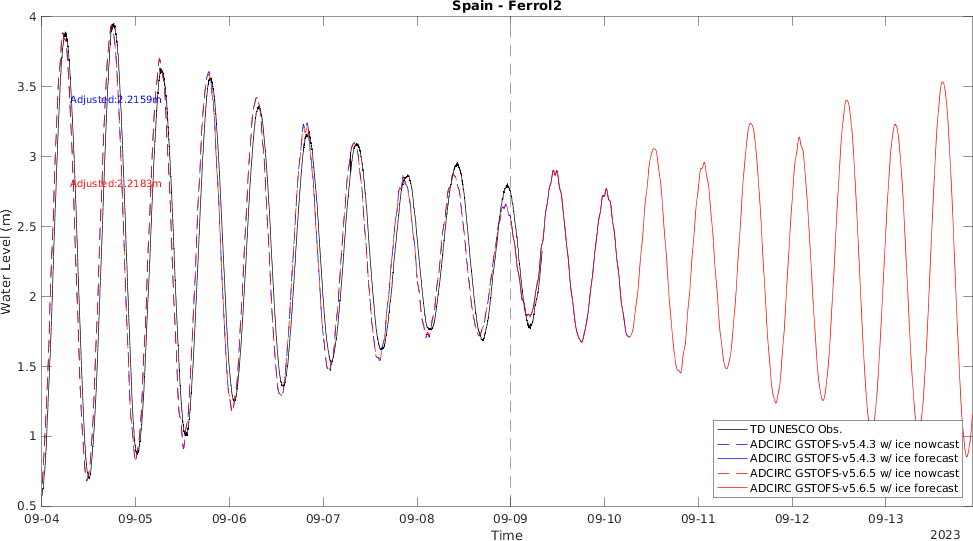 Spain - Ferrol2
4
3.5
3
2.5
2
1.5
1
0.5
Water Level (m)
Adjusted:2.2159m
Adjusted:2.2183m
TD UNESCO Obs.
ADCIRC GSTOFS-v5.4.3 w/ ice nowcast
ADCIRC GSTOFS-v5.4.3 w/ ice forecast
ADCIRC GSTOFS-v5.6.5 w/ ice nowcast
ADCIRC GSTOFS-v5.6.5 w/ ice forecast
09-04 09-05 09-06 09-07 09-08 09-09 09-10 09-11 09-12 09-13
Time
2023